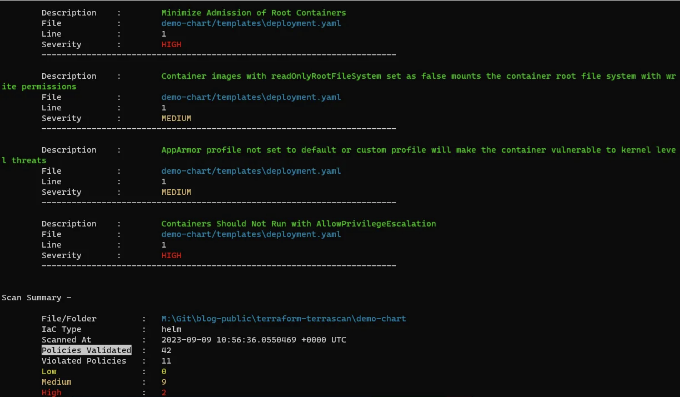 Description : Minimize Admission of Root Containers
File : demo-chart/templates\deployment.yaml
Line : 1
Severity : HIGH
-----------------------------------------------------------------------
Description : Container images with readOnlyRootFileSystem set as false mounts the container root file system with wr
ite permissions
File : demo-chart/templates\deployment.yaml
Line : 1
Severity : MEDIUM
-----------------------------------------------------------------------
Description : AppArmor profile not set to default or custom profile will make the container vulnerable to kernel leve
l threats
File : demo-chart/templates\deployment.yaml
Line : 1
Severity : MEDIUM
-----------------------------------------------------------------------
Description : Containers Should Not Run with AllowPrivilegeEscalation
File : demo-chart/templates\deployment.yaml
Line : 1
Severity : HIGH
-----------------------------------------------------------------------
Scan Summary -
File/Folder : M:\Git\blog-public\terraform-terrascan\demo-chart
IaC Type : helm
Scanned At : 2023-09-09 10:56:36.0550469 +0000 UTC
Policies Validated : 42
Violated Policies : 11
Low : 0
Medium : 9
High : 2